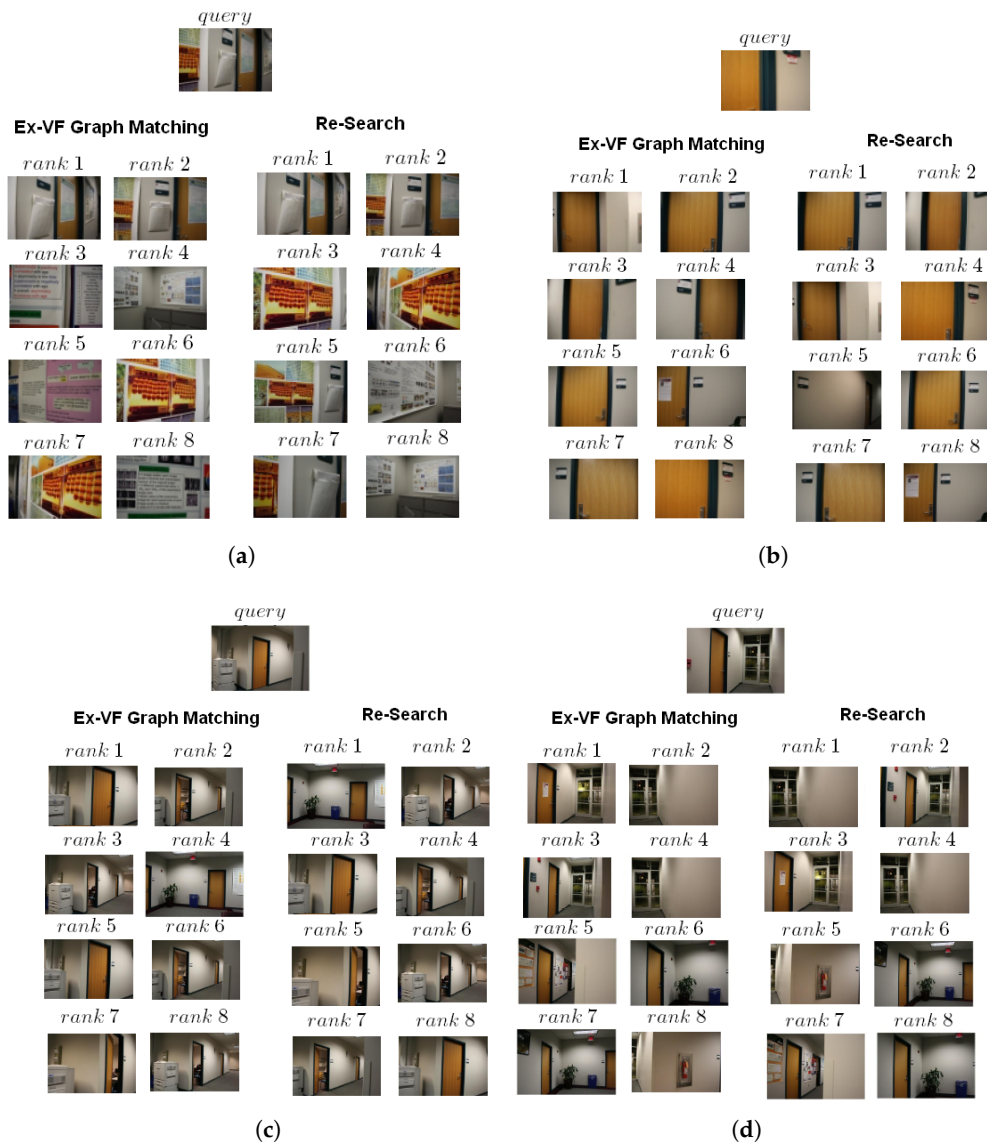 query
Ex-VF Graph Matching Re-Search
rank 1 rank 2 rank 1 rank 2
rank 3 rank 4 rank 3 rank 4
rank 5 rank 6 rank 5 rank 6
rank 7 rank 8 rank 7 rank 8
(a)
query
Ex-VF Graph Matching Re-Search
rank 1 rank 2 rank 1 rank 2
rank 3 rank 4 rank 3 rank 4
rank 5 rank 6 rank 5 rank 6
rank 7 rank 8 rank 7 rank 8
(b)
query
Ex-VF Graph Matching Re-Search
rank 1 rank 2 rank 1 rank 2
rank 3 rank 4 rank 3 rank 4
rank 5 rank 6 rank 5 rank 6
rank 7 rank 8 rank 7 rank 8
(c)
query
Ex-VF Graph Matching Re-Search
rank 1 rank 2 rank 1 rank 2
rank 3 rank 4 rank 3 rank 4
rank 5 rank 6 rank 5 rank 6
rank 7 rank 8 rank 7 rank 8
(d)